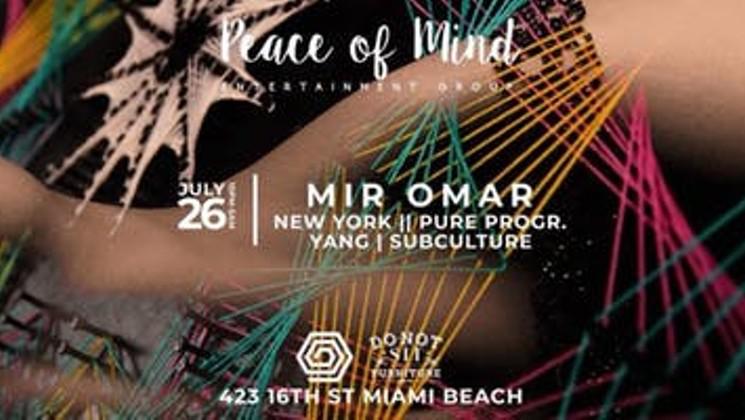 Peace of Mind
ENTERTAINMENT GROUP
JULY
26
MIR OMAR
NEW YORK || PURE PROGR.
YANG | SUBCULTURE
DO NOT
SIT
FURNITURE
423 16TH ST MIAMI BEACH